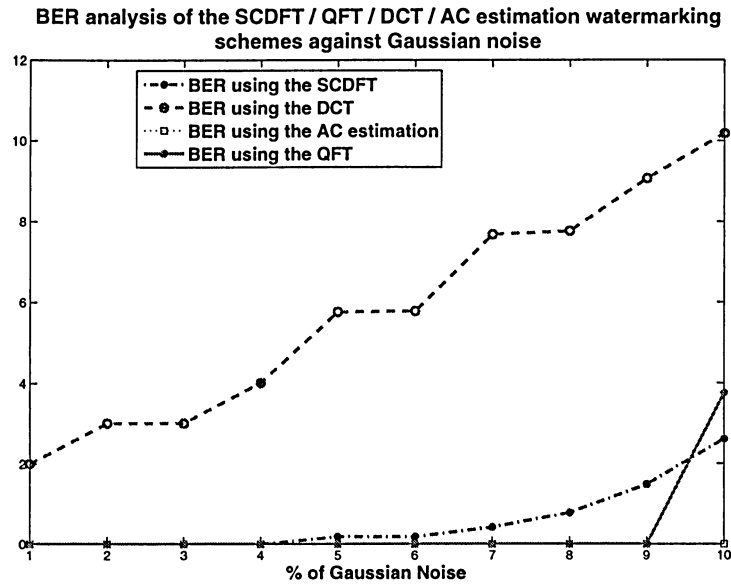 BER analysis of the SCDFT / QFT / DCT / AC estimation watermarking
schemes against Gaussian noise
12
10
8
6
4
2
0
BER using the SCDFT
BER using the DCT
BER using the AC estimation
BER using the QFT
1 2 3 4 5 6 7 8 9 10
% of Gaussian Noise